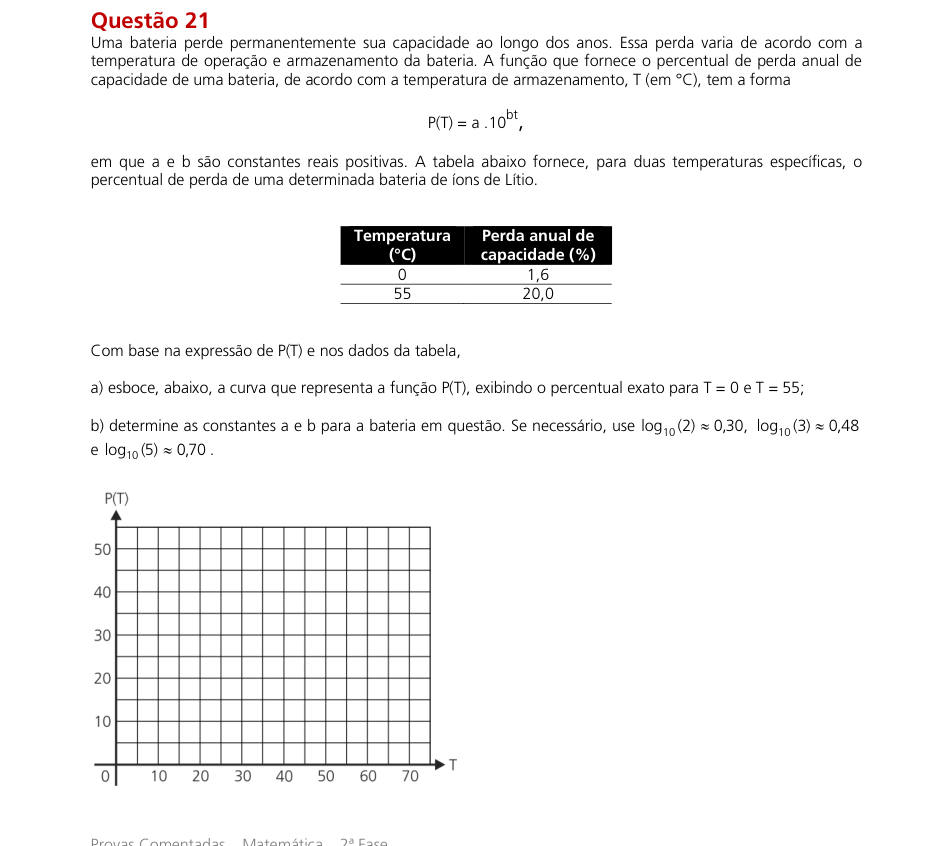 Questão 21
Uma bateria perde permanentemente sua capacidade ao longo dos anos. Essa perda varia de acordo com a
temperatura de operação e armazenamento da bateria. A função que fornece o percentual de perda anual de
capacidade de uma bateria, de acordo com a temperatura de armazenamento, T (em °C), tem a forma
P(T) = a .10^bt,
em que a e b são constantes reais positivas. A tabela abaixo fornece, para duas temperaturas específicas, o
percentual de perda de uma determinada bateria de íons de Lítio.
Temperatura (°C) Perda anual de capacidade (%)
0 1,6
55 20,0
Com base na expressão de P(T) e nos dados da tabela,
a) esboce, abaixo, a curva que representa a função P(T), exibindo o percentual exato para T = 0 e T = 55;
b) determine as constantes a e b para a bateria em questão. Se necessário, use log₁₀(2) ≈ 0,30, log₁₀(3) ≈ 0,48
e log₁₀(5) ≈ 0,70 .
P(T)
50
40
30
20
10
T
0 10 20 30 40 50 60 70
Provas Comentadas Matemática 2ª Fase